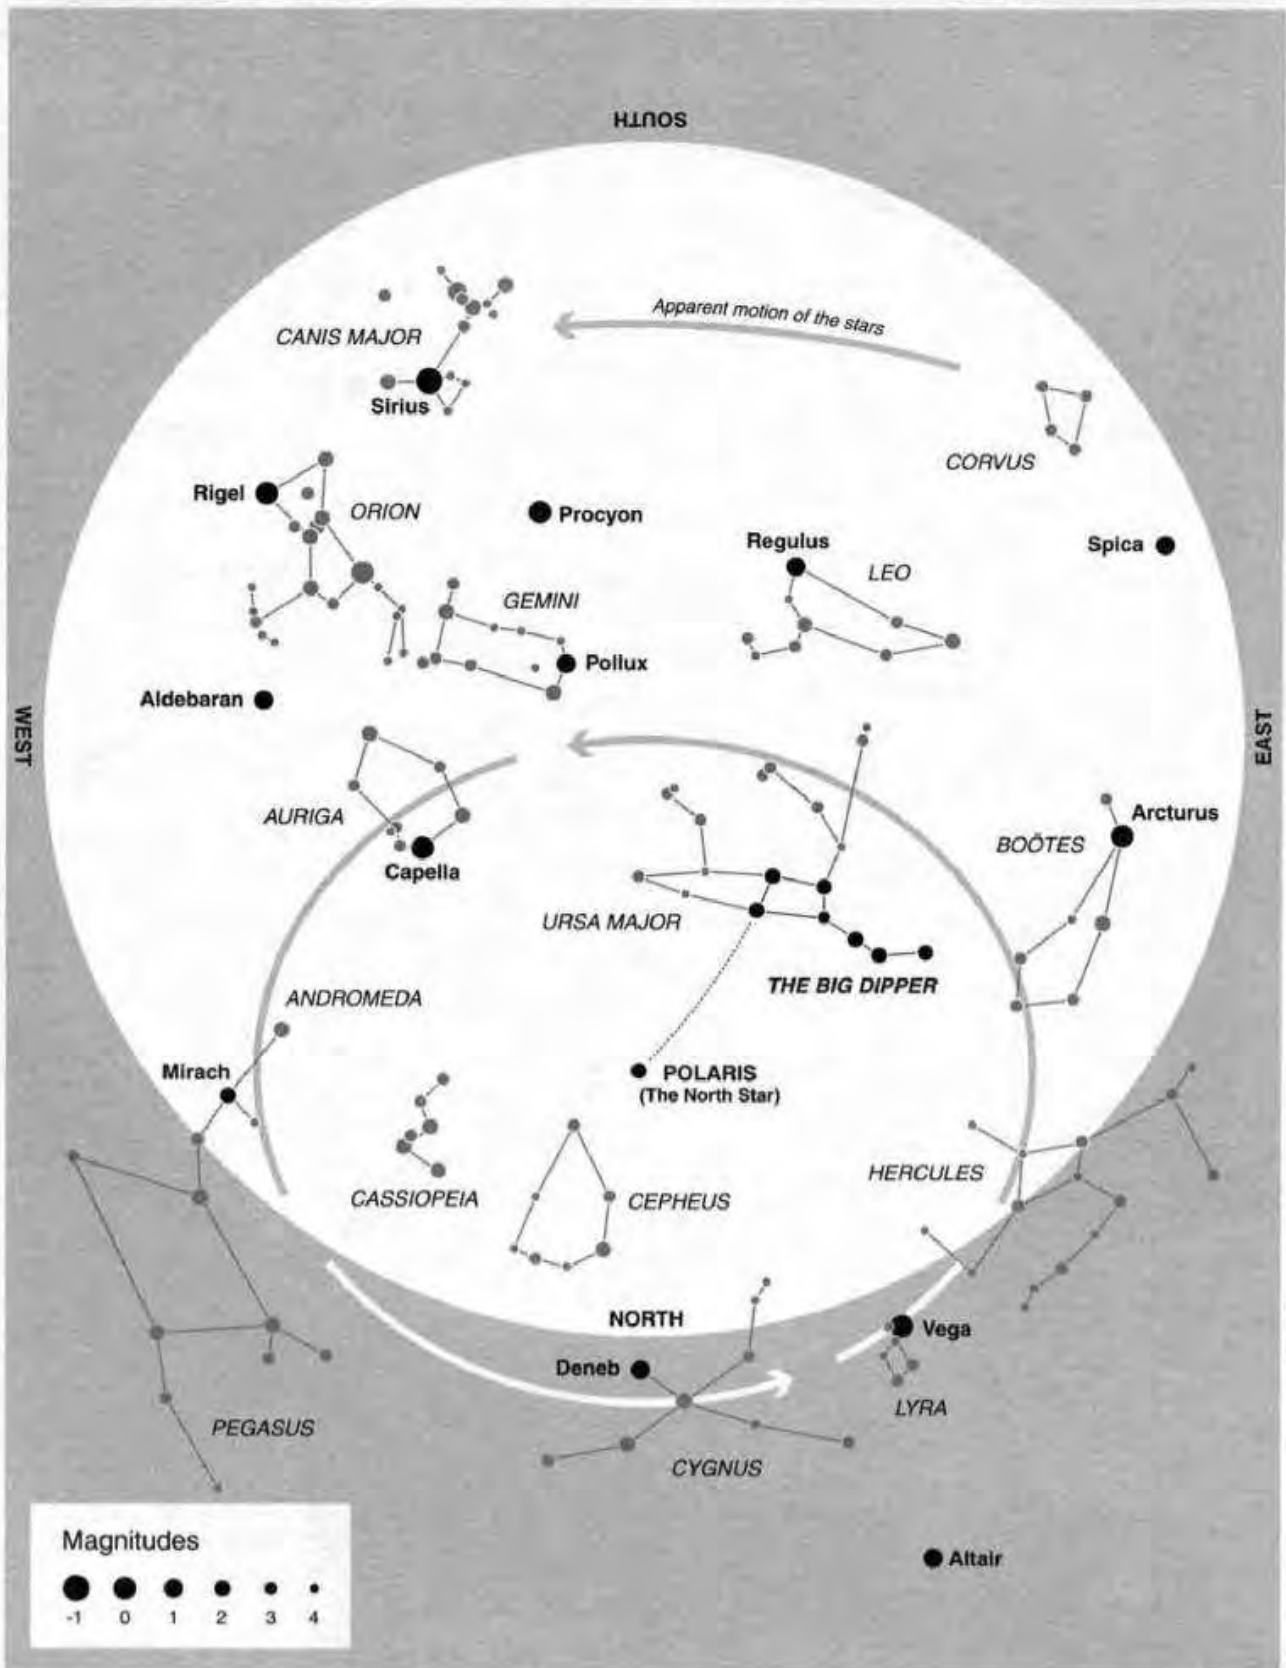 SOUTH
Apparent motion of the stars
CANIS MAJOR
Sirius
CORVUS
Rigel
ORION
Procyon
Regulus
Spica
LEO
GEMINI
Pollux
Aldebaran
WEST
EAST
AURIGA
Capella
Arcturus
BOÖTES
URSA MAJOR
THE BIG DIPPER
ANDROMEDA
Mirach
POLARIS
(The North Star)
HERCULES
CASSIOPEIA
CEPHEUS
NORTH
Vega
Deneb
LYRA
PEGASUS
CYGNUS
Magnitudes
-1 0 1 2 3 4
Altair